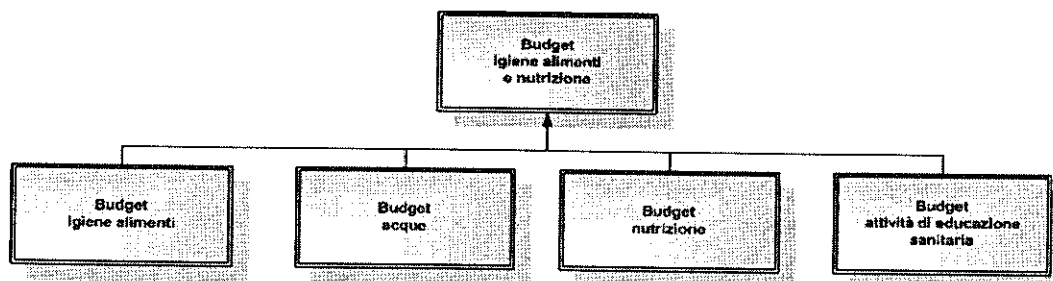 Budget
igiene alimenti
e nutrizione
Budget
igiene alimenti
Budget
acque
Budget
nutrizione
Budget
attività di educazione
sanitaria